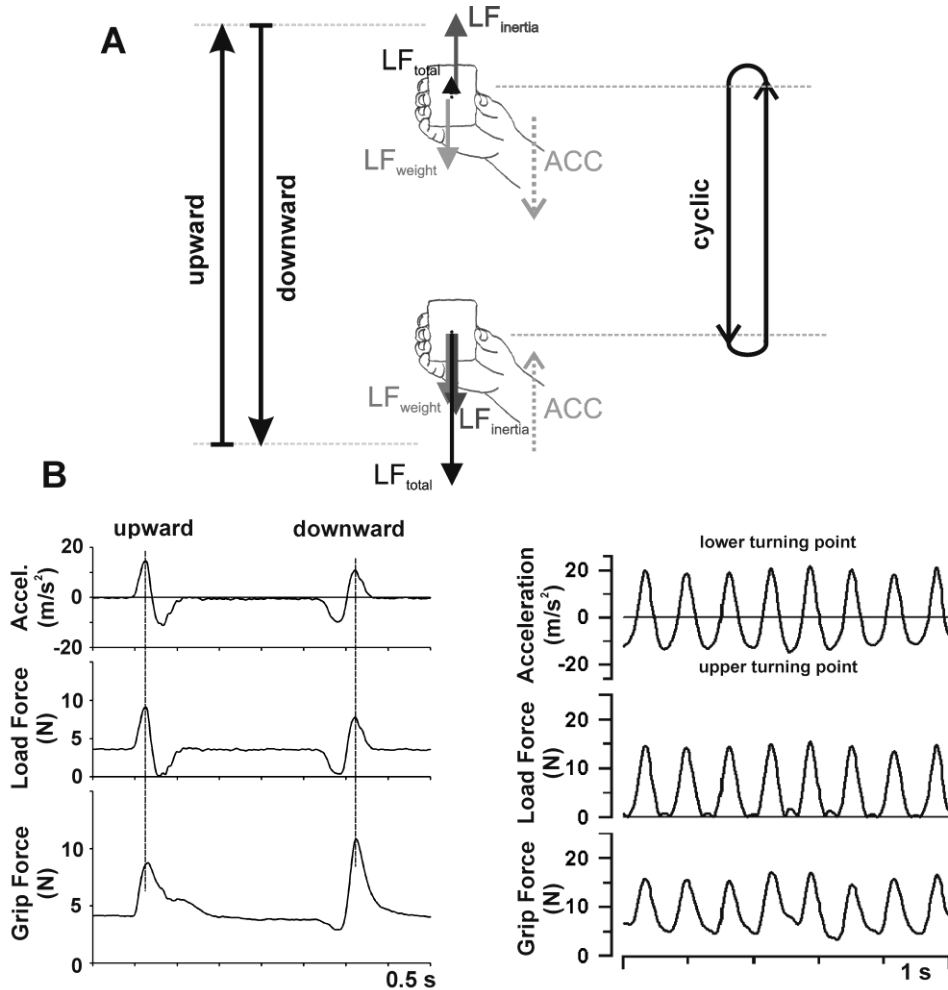 A
upward
downward
LF inertia
LF total
LF weight
ACC
cyclic
LF weight
LF inertia
ACC
LF total
B
upward
downward
Accel.
(m/s²)
20
0
-20
Load Force
(N)
10
5
0
Grip Force
(N)
10
5
0
0.5 s
lower turning point
Acceleration
(m/s²)
20
0
-20
upper turning point
Load Force
(N)
20
10
0
Grip Force
(N)
20
10
0
1 s